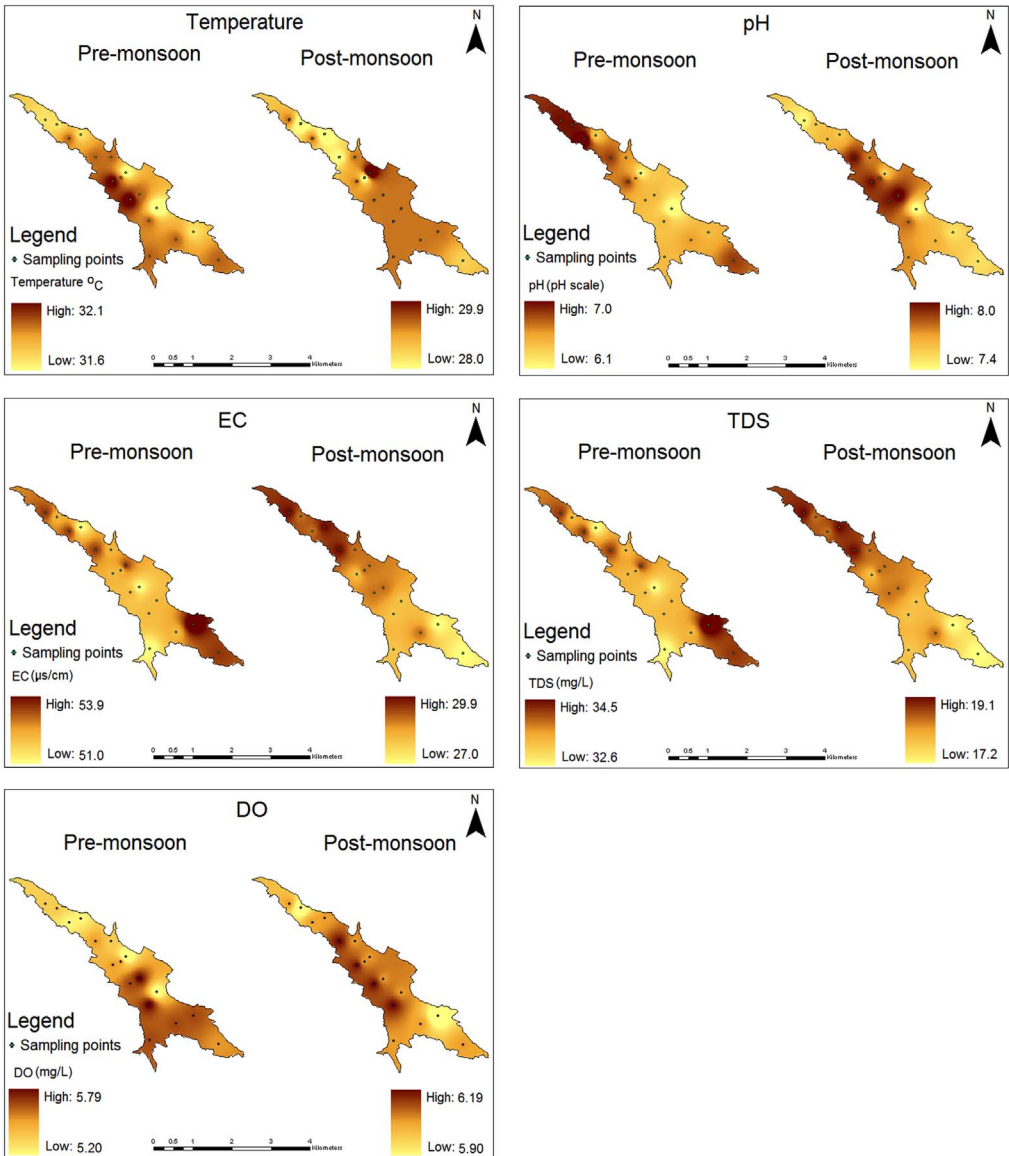 Temperature
N
Pre-monsoon
Post-monsoon
Legend
Sampling points
Temperature °C
High: 32.1
Low: 31.6
0 0.5 1 2 3 4
Kilometers
High: 29.9
Low: 28.0
pH
N
Pre-monsoon
Post-monsoon
Legend
Sampling points
pH (pH scale)
High: 7.0
Low: 6.1
0 0.5 1 2 3 4
Kilometers
High: 8.0
Low: 7.4
EC
N
Pre-monsoon
Post-monsoon
Legend
Sampling points
EC (µs/cm)
High: 53.9
Low: 51.0
0 0.5 1 2 3 4
Kilometers
High: 29.9
Low: 27.0
TDS
N
Pre-monsoon
Post-monsoon
Legend
Sampling points
TDS (mg/L)
High: 34.5
Low: 32.6
0 0.5 1 2 3 4
Kilometers
High: 19.1
Low: 17.2
DO
N
Pre-monsoon
Post-monsoon
Legend
Sampling points
DO (mg/L)
High: 5.79
Low: 5.20
0 0.5 1 2 3 4
Kilometers
High: 6.19
Low: 5.90